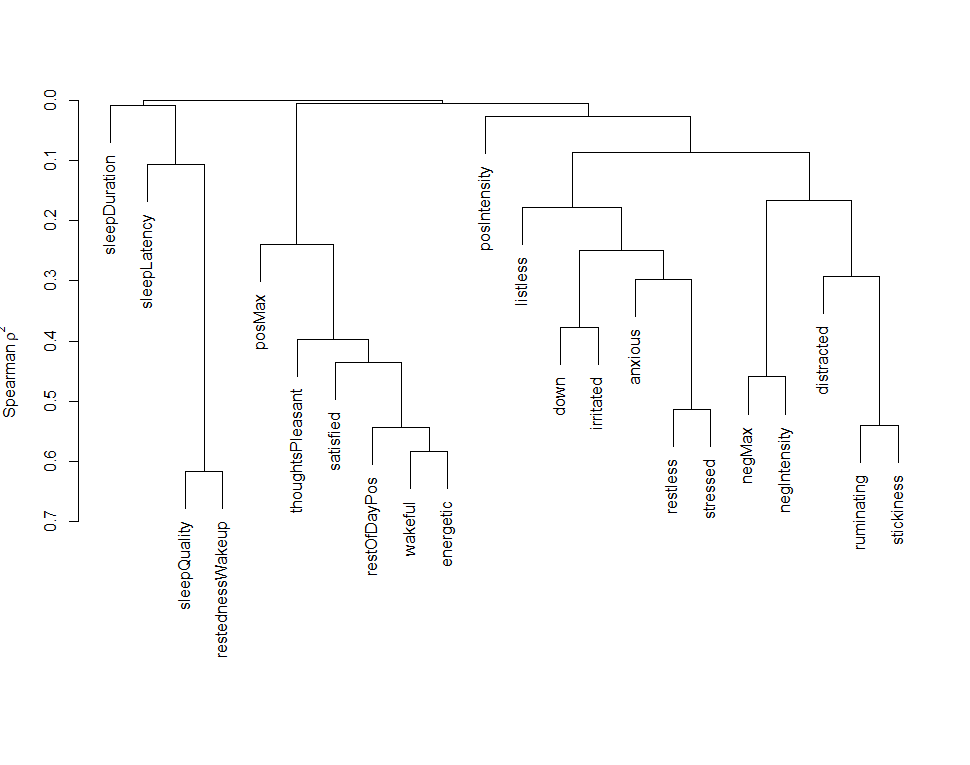 Spearman ρ²
0.0
0.1
0.2
0.3
0.4
0.5
0.6
0.7
sleepDuration
sleepLatency
sleepQuality
restednessWakeup
posMax
thoughtsPleasant
satisfied
restOfDayPos
wakeful
energetic
posIntensity
listless
down
irritated
anxious
restless
stressed
negMax
negIntensity
distracted
ruminating
stickiness